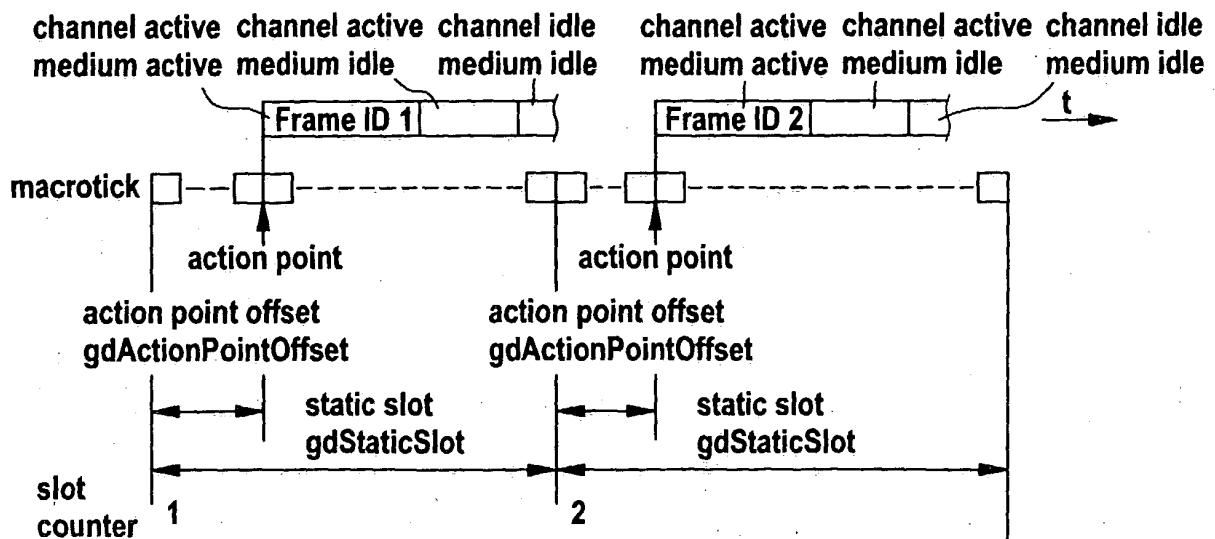 channel active channel active channel idle channel active channel active channel idle
medium active medium idle medium idle medium active medium idle medium idle
Frame ID 1 Frame ID 2 t
macrotick
action point action point
action point offset action point offset
gdActionPointOffset gdActionPointOffset
static slot static slot
gdStaticSlot gdStaticSlot
slot
counter 1 2